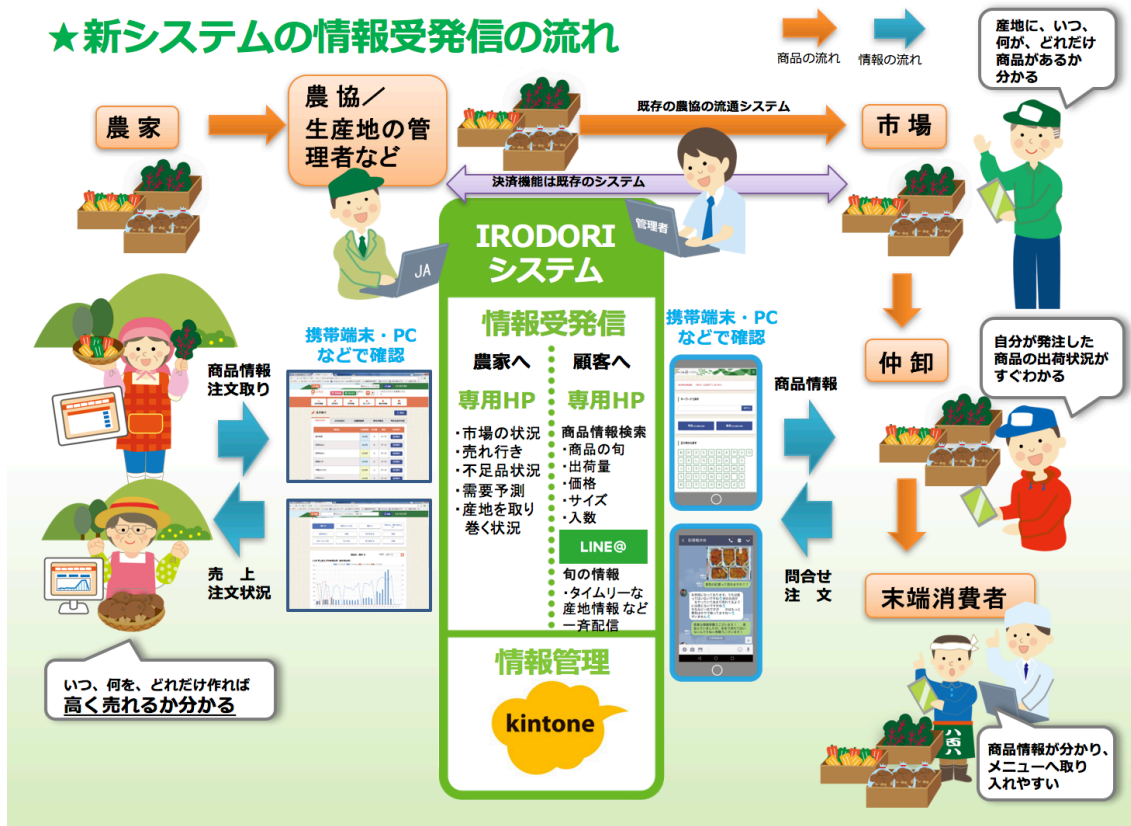 ★新システムの情報受発信の流れ
商品の流れ
情報の流れ
産地に、いつ、
何が、どれだけ
商品があるか
分かる
農家
農協／
生産地の管
理者など
既存の農協の流通システム
市場
決済機能は既存のシステム
管理者
JA
IRODORI
システム
情報受発信
農家へ
専用HP
・市場の状況
・売れ行き
・不足品状況
・需要予測
・産地を取り
巻く状況
顧客へ
専用HP
商品情報検索
・商品の旬
・出荷量
・価格
・サイズ
・入数
LINE@
旬の情報
・タイムリーな
産地情報 など
一斉配信
情報管理
kintone
携帯端末・PC
などで確認
商品情報
注文取り
売 上
注文状況
いつ、何を、どれだけ作れば
高く売れるか分かる
携帯端末・PC
などで確認
商品情報
問合せ
注 文
仲卸
自分が発注した
商品の出荷状況が
すぐわかる
末端消費者
八百八
商品情報が分かり、
メニューへ取り
入れやすい